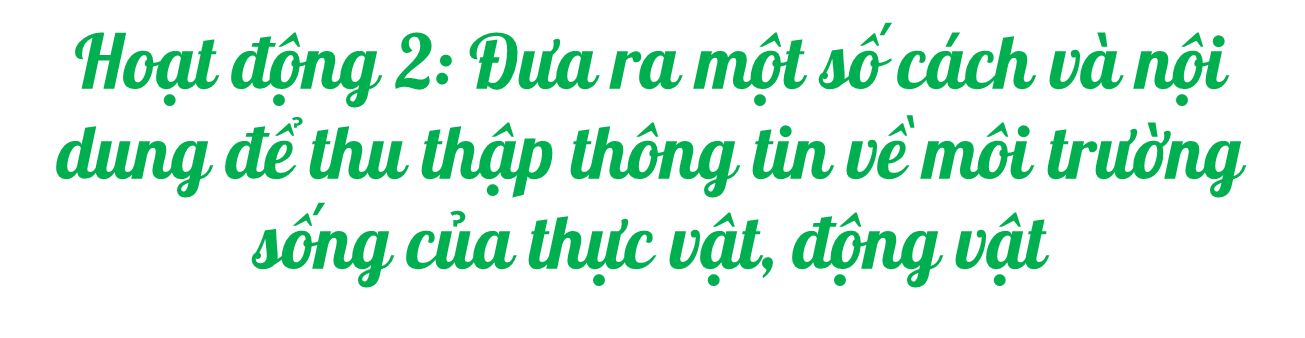 Hoạt động 2: Đưa ra một số cách và nội
dung để thu thập thông tin về môi trường
sống của thực vật, động vật